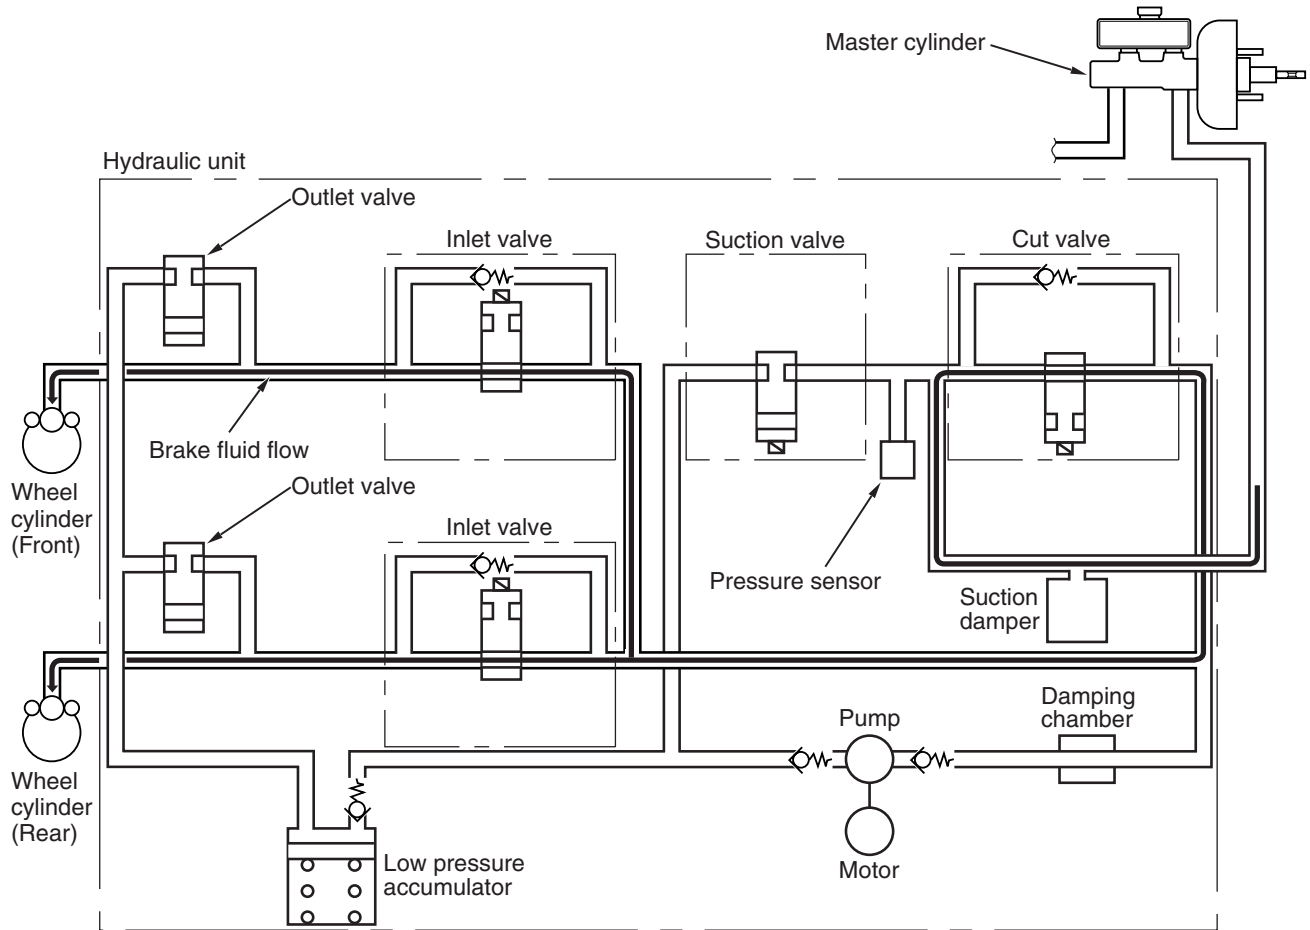 Master cylinder
Hydraulic unit
Outlet valve
Inlet valve
Suction valve
Cut valve
Brake fluid flow
Wheel
cylinder
(Front)
Outlet valve
Inlet valve
Pressure sensor
Suction
damper
Damping
chamber
Pump
Wheel
cylinder
(Rear)
Low pressure
accumulator
Motor